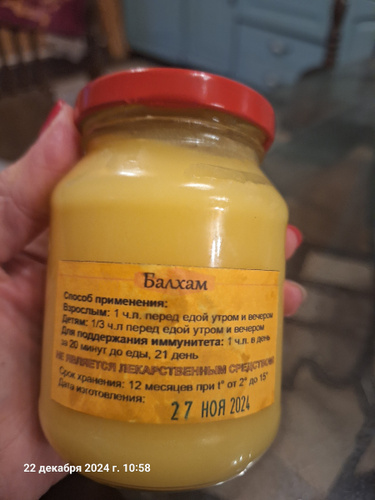 Балхам
Способ применения:
Взрослым: 1 ч.л. перед едой утром и вечером
Детям: 1/3 ч.л перед едой утром и вечером
Для поддержания иммунитета: 1 ч.л. в день
за 20 минут до еды, 21 день
НЕ ЯВЛЯЕТСЯ ЛЕКАРСТВЕННЫМ СРЕДСТВОМ
Срок хранения: 12 месяцев при t° от 2° до 15°
Дата изготовления:
27 НОЯ 2024
22 декабря 2024 г. 10:58